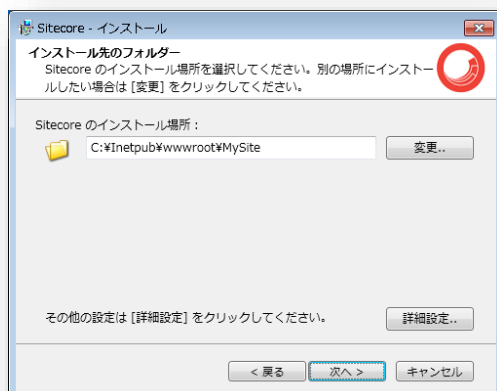 Sitecore - インストール
インストール先のフォルダー
Sitecore のインストール場所を選択してください。別の場所にインストー
ルしたい場合は [変更] をクリックしてください。
Sitecore のインストール場所：
C:¥Inetpub¥wwwroot¥MySite
変更..
その他の設定は [詳細設定] をクリックしてください。
詳細設定..
< 戻る
次へ >
キャンセル